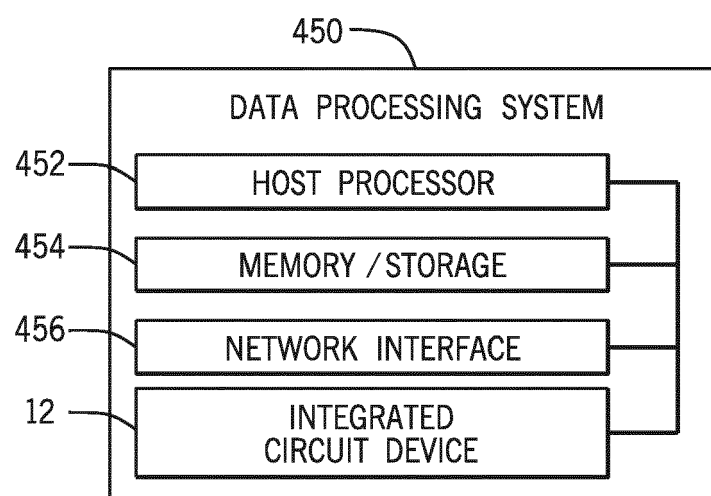 450
DATA PROCESSING SYSTEM
452
HOST PROCESSOR
454
MEMORY / STORAGE
456
NETWORK INTERFACE
12
INTEGRATED
CIRCUIT DEVICE